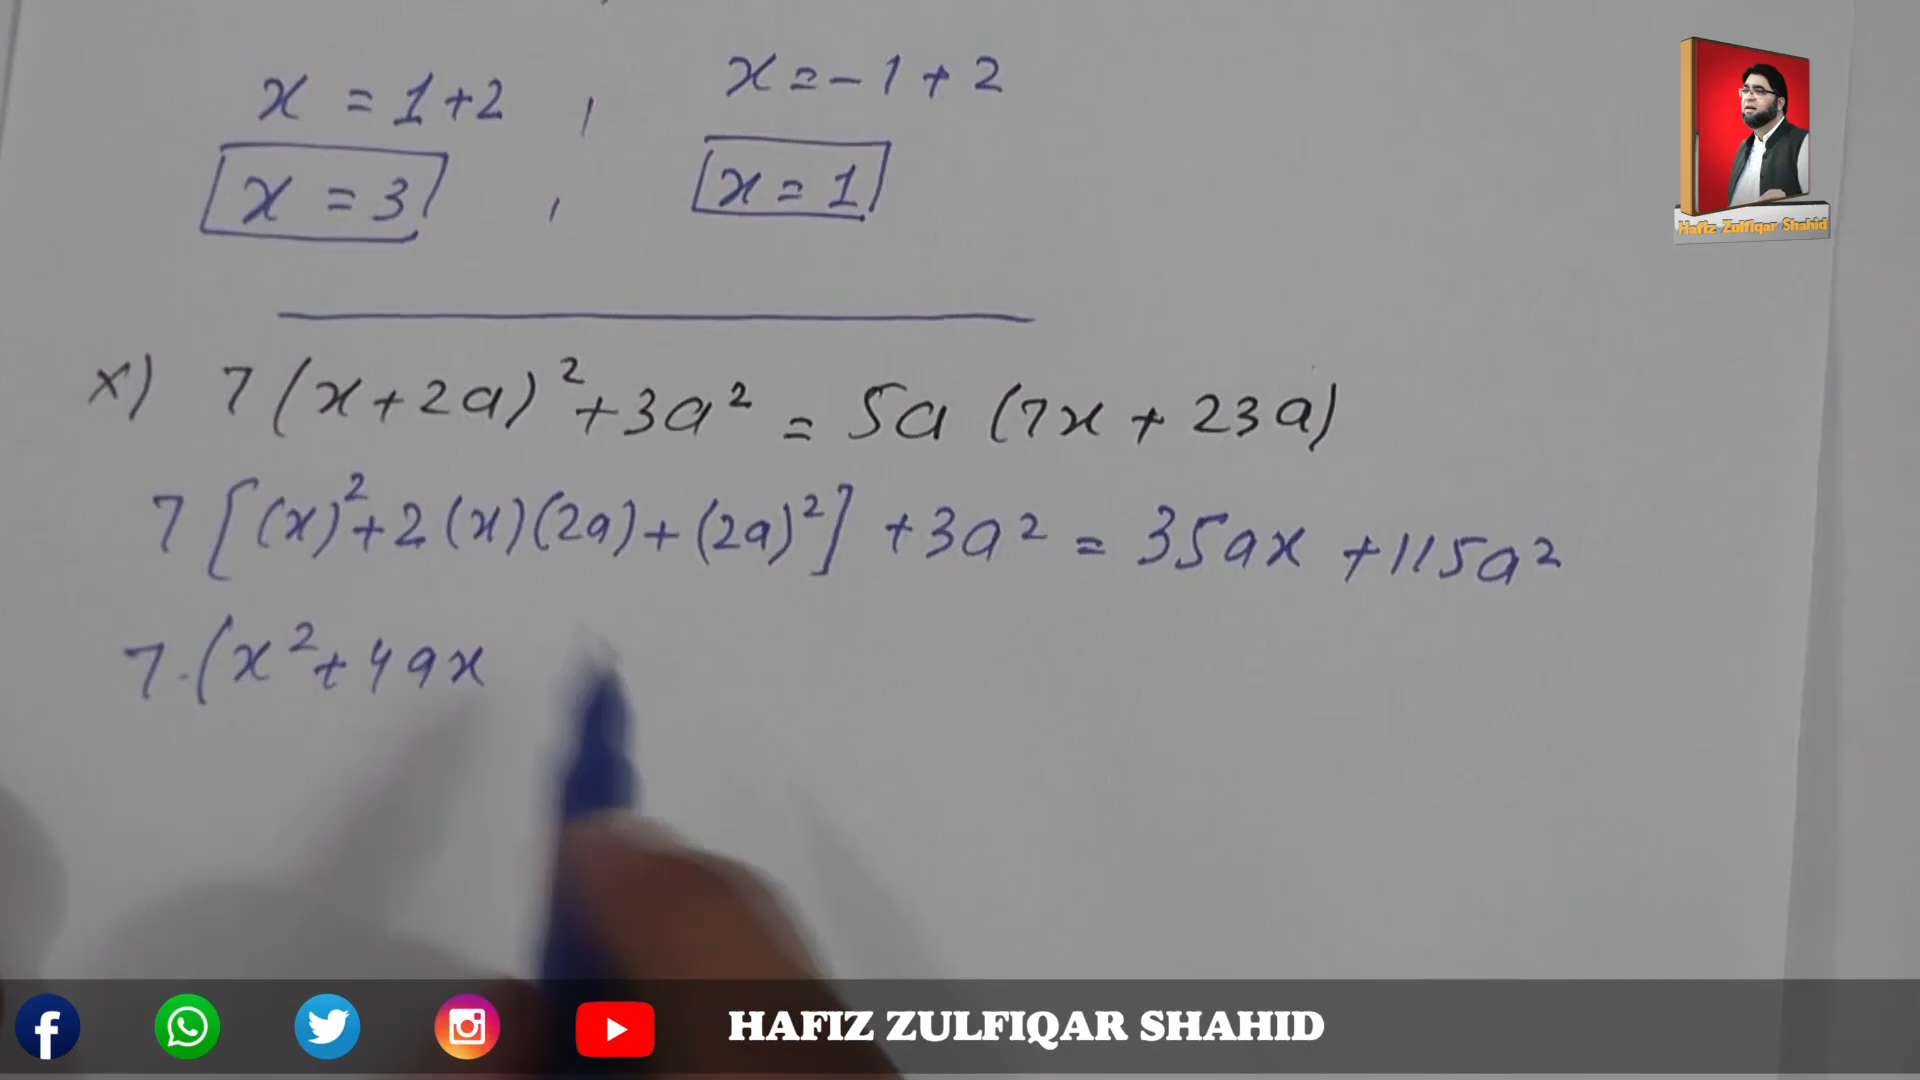 x = 1+2 , x = -1+2
x = 3 , x = 1
Hafiz Zulfiqar Shahid
x) 7(x+2a)²+3a² = 5a (7x+23a)
7[(x)²+2(x)(2a)+(2a)²] +3a² = 35ax +115a²
7.(x²+4ax
HAFIZ ZULFIQAR SHAHID